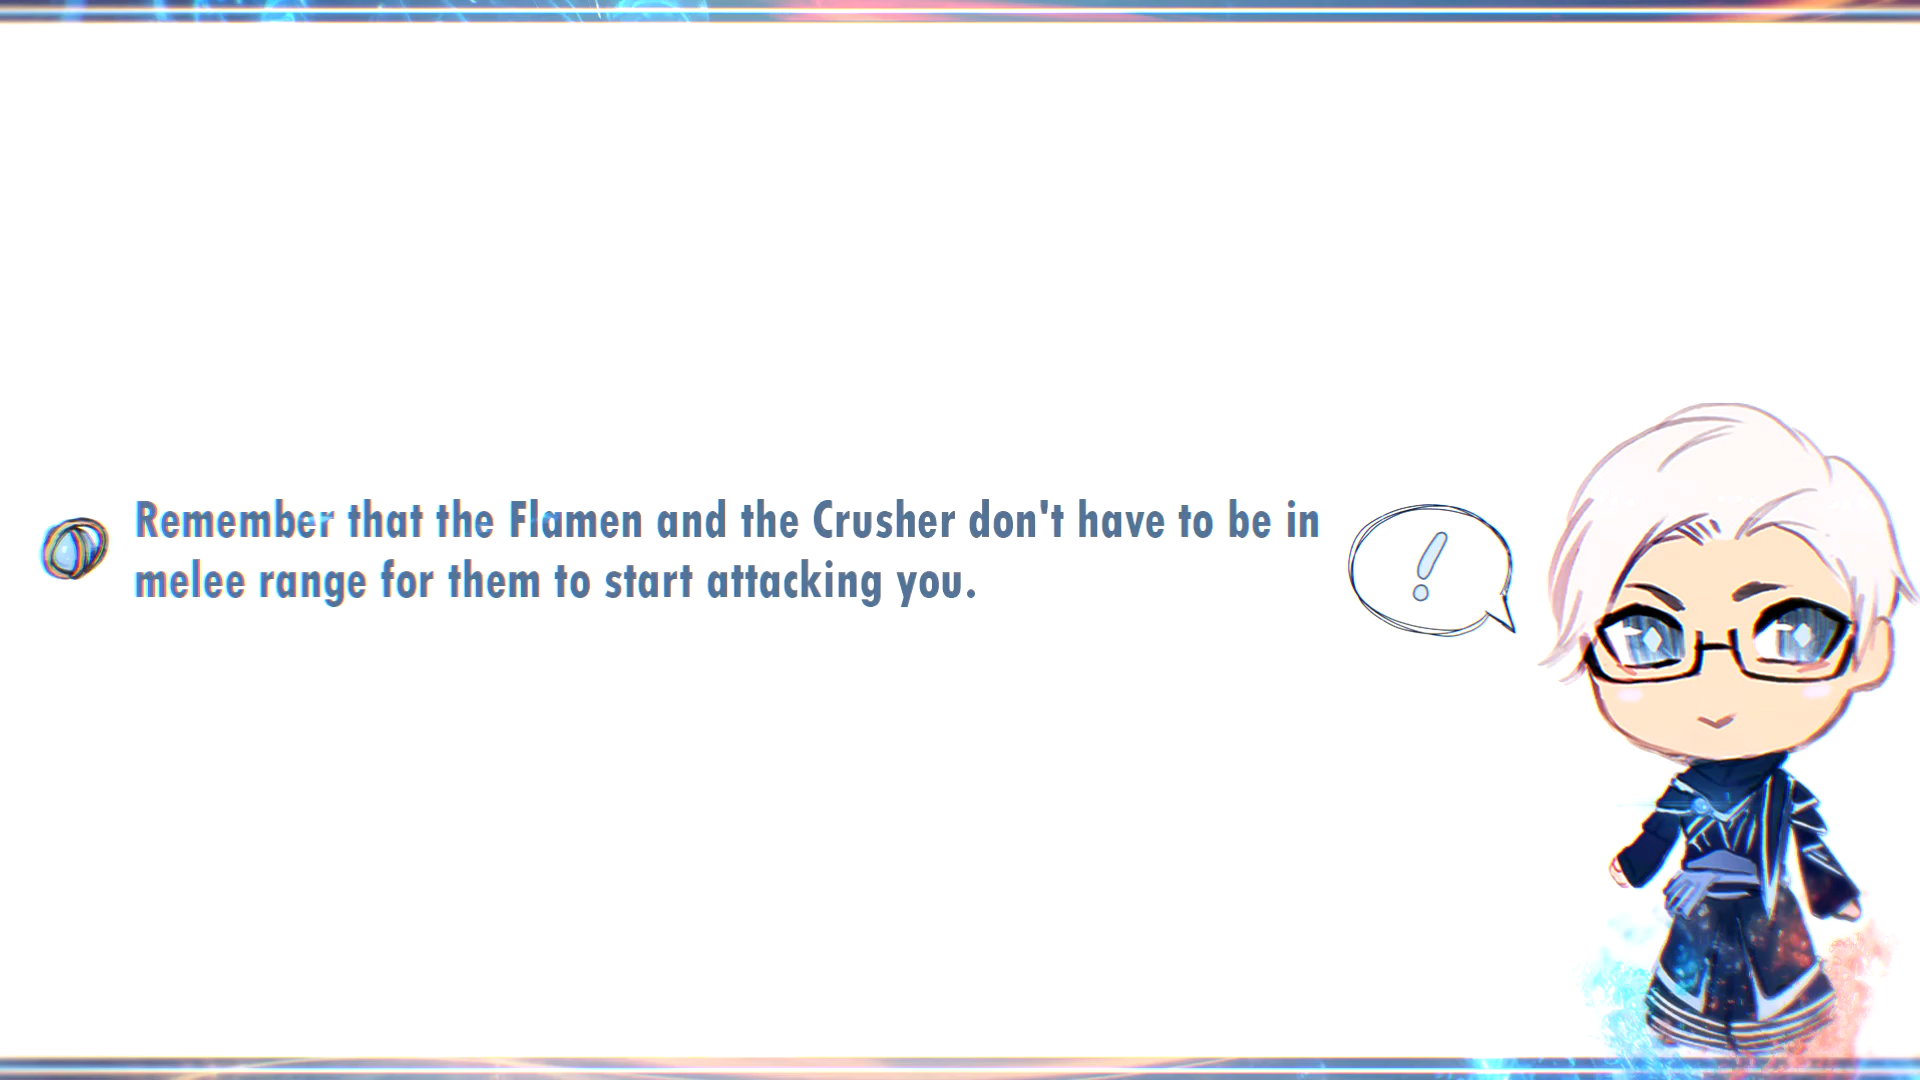 Remember that the Flamen and the Crusher don't have to be in
melee range for them to start attacking you.
!